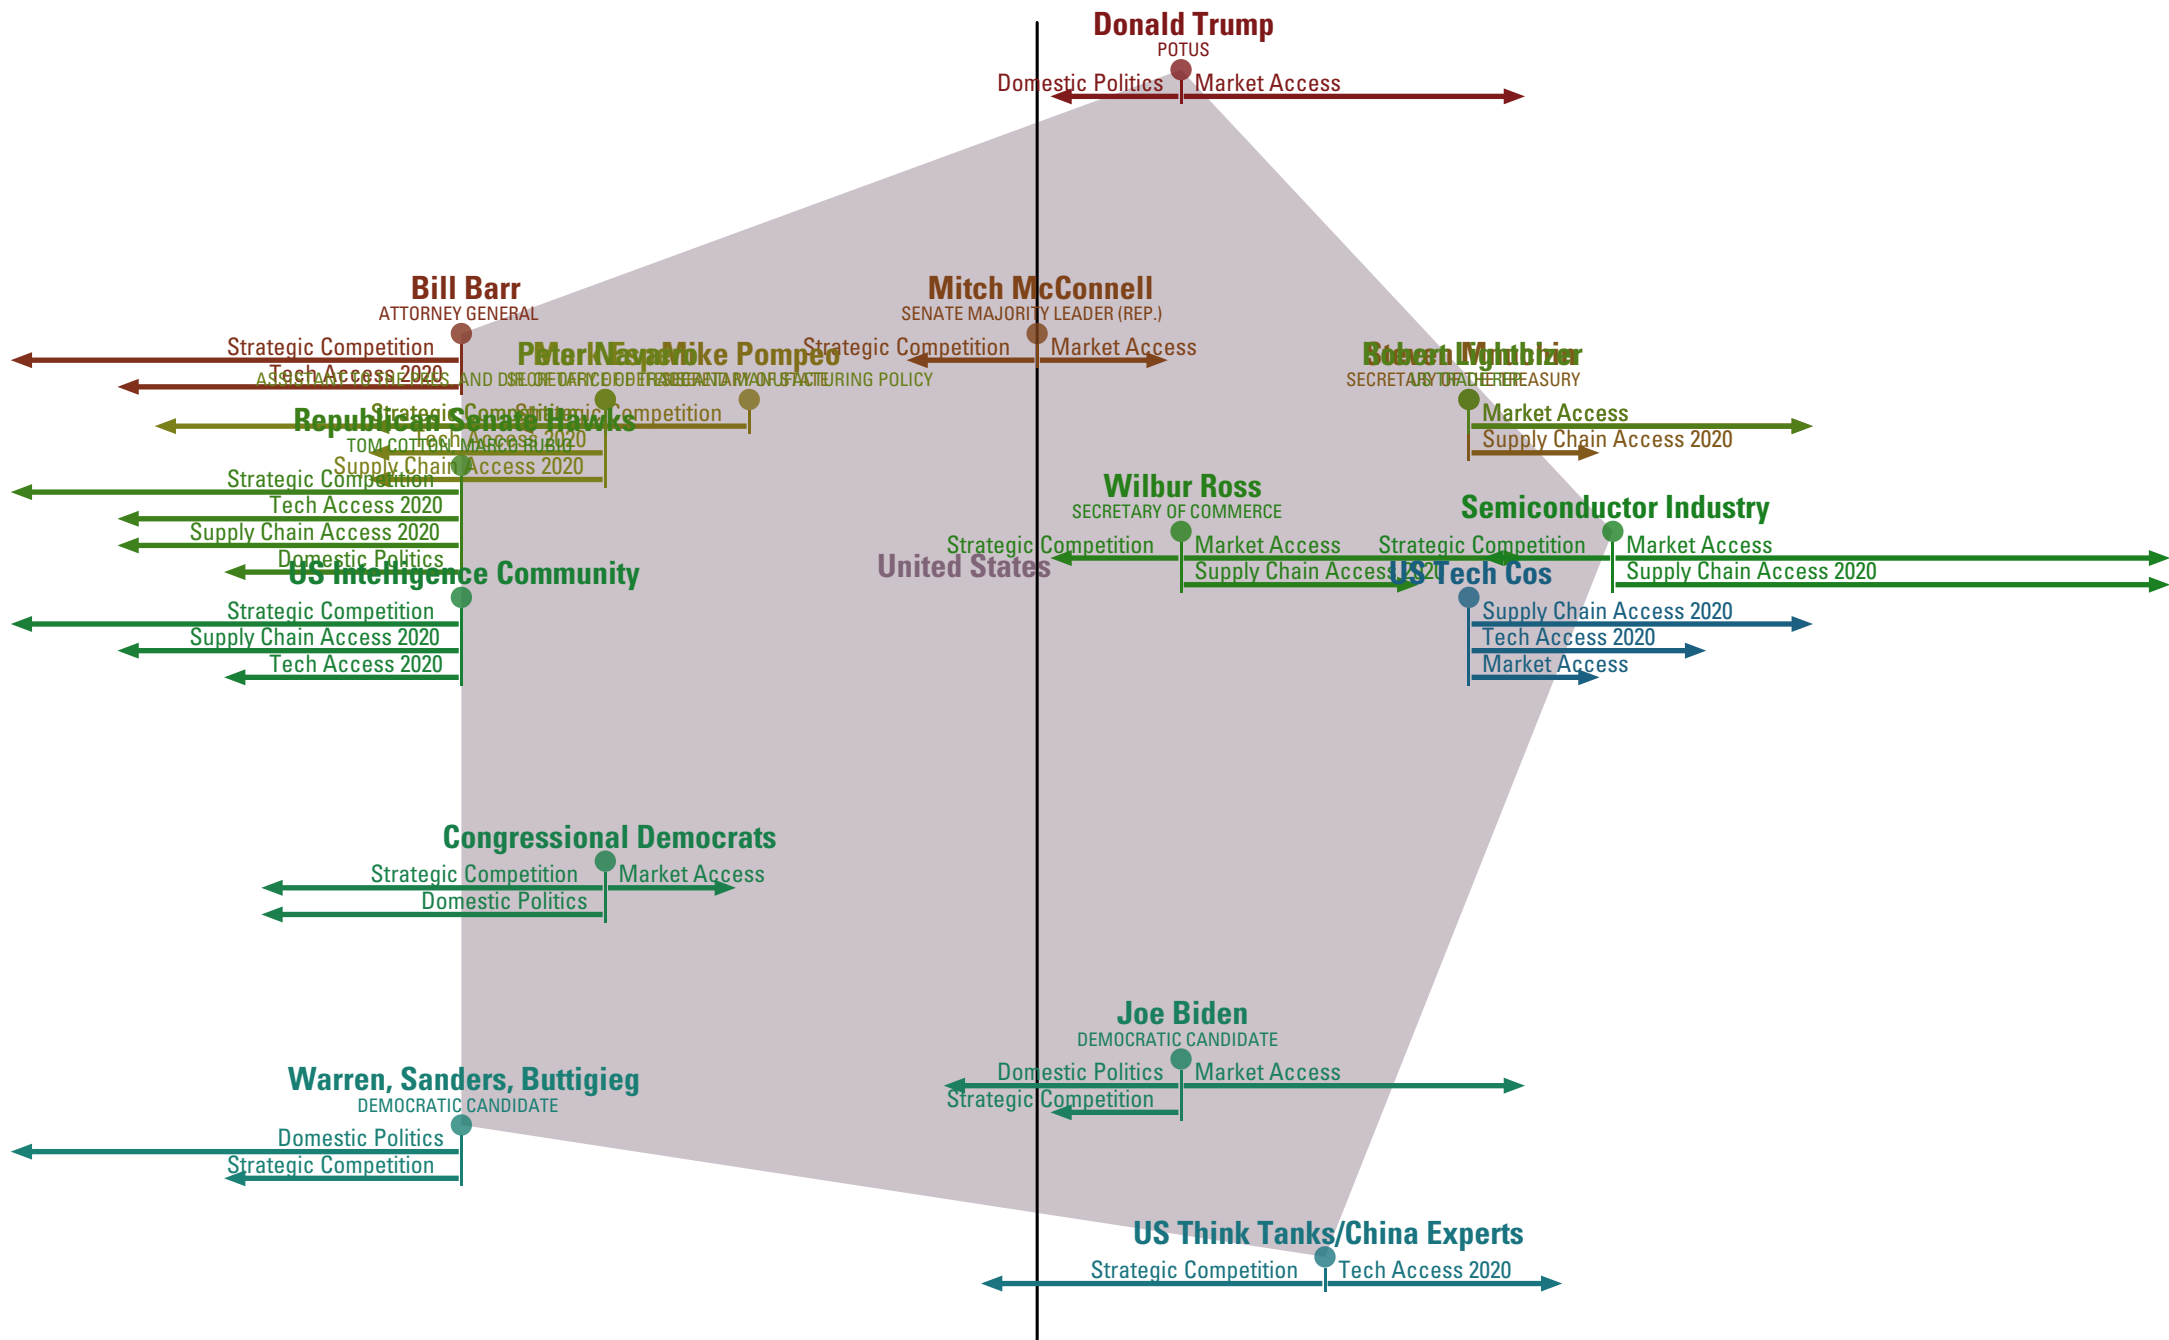 Donald Trump
POTUS
Domestic Politics
Market Access
Bill Barr
ATTORNEY GENERAL
Strategic Competition
Tech Access 2020
Mitch McConnell
SENATE MAJORITY LEADER (REP.)
Strategic Competition
Market Access
Mike Pompeo
Strategic Competition
Tech Access 2020
Supply Chain Access 2020
SECRETARY OF THE TREASURY
Market Access
Supply Chain Access 2020
Republican Senate Hawks
TOM COTTON, MARCO RUBIO
Strategic Competition
Tech Access 2020
Supply Chain Access 2020
Domestic Politics
Wilbur Ross
SECRETARY OF COMMERCE
Strategic Competition
Market Access
Supply Chain Access 2020
Semiconductor Industry
Strategic Competition
Market Access
Supply Chain Access 2020
United States
US Intelligence Community
Strategic Competition
Supply Chain Access 2020
Tech Access 2020
US Tech Cos
Supply Chain Access 2020
Tech Access 2020
Market Access
Congressional Democrats
Strategic Competition
Market Access
Domestic Politics
Joe Biden
DEMOCRATIC CANDIDATE
Domestic Politics
Market Access
Strategic Competition
Warren, Sanders, Buttigieg
DEMOCRATIC CANDIDATE
Domestic Politics
Strategic Competition
US Think Tanks/China Experts
Strategic Competition
Tech Access 2020